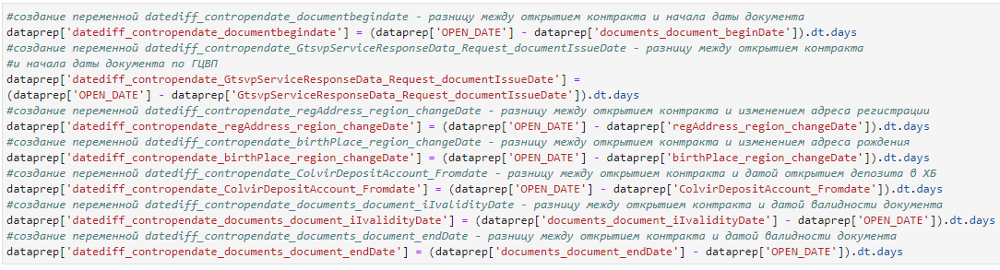 #создание переменной datediff_contropendate_documentbegindate - разницу между открытием контракта и начала даты документа
dataprep['datediff_contropendate_documentbegindate'] = (dataprep['OPEN_DATE'] - dataprep['documents_document_beginDate']).dt.days
#создание переменной datediff_contropendate_GtsvpServiceResponseData_Request_documentIssueDate - разницу между открытием контракта
#и начала даты документа по ГЦВП
dataprep['datediff_contropendate_GtsvpServiceResponseData_Request_documentIssueDate'] =
(dataprep['OPEN_DATE'] - dataprep['GtsvpServiceResponseData_Request_documentIssueDate']).dt.days
#создание переменной datediff_contropendate_regAddress_region_changeDate - разницу между открытием контракта и изменением адреса регистрации
dataprep['datediff_contropendate_regAddress_region_changeDate'] = (dataprep['OPEN_DATE'] - dataprep['regAddress_region_changeDate']).dt.days
#создание переменной datediff_contropendate_birthPlace_region_changeDate - разницу между открытием контракта и изменением адреса рождения
dataprep['datediff_contropendate_birthPlace_region_changeDate'] = (dataprep['OPEN_DATE'] - dataprep['birthPlace_region_changeDate']).dt.days
#создание переменной datediff_contropendate_ColvirDepositAccount_Fromdate - разницу между открытием контракта и датой открытием депозита в ХБ
dataprep['datediff_contropendate_ColvirDepositAccount_Fromdate'] = (dataprep['OPEN_DATE'] - dataprep['ColvirDepositAccount_Fromdate']).dt.days
#создание переменной datediff_contropendate_documents_document_iIvalidityDate - разницу между открытием контракта и датой валидности документа
dataprep['datediff_contropendate_documents_document_iIvalidityDate'] = (dataprep['documents_document_iIvalidityDate'] - dataprep['OPEN_DATE']).dt.days
#создание переменной datediff_contropendate_documents_document_endDate - разницу между открытием контракта и датой валидности документа
dataprep['datediff_contropendate_documents_document_endDate'] = (dataprep['documents_document_endDate'] - dataprep['OPEN_DATE']).dt.days